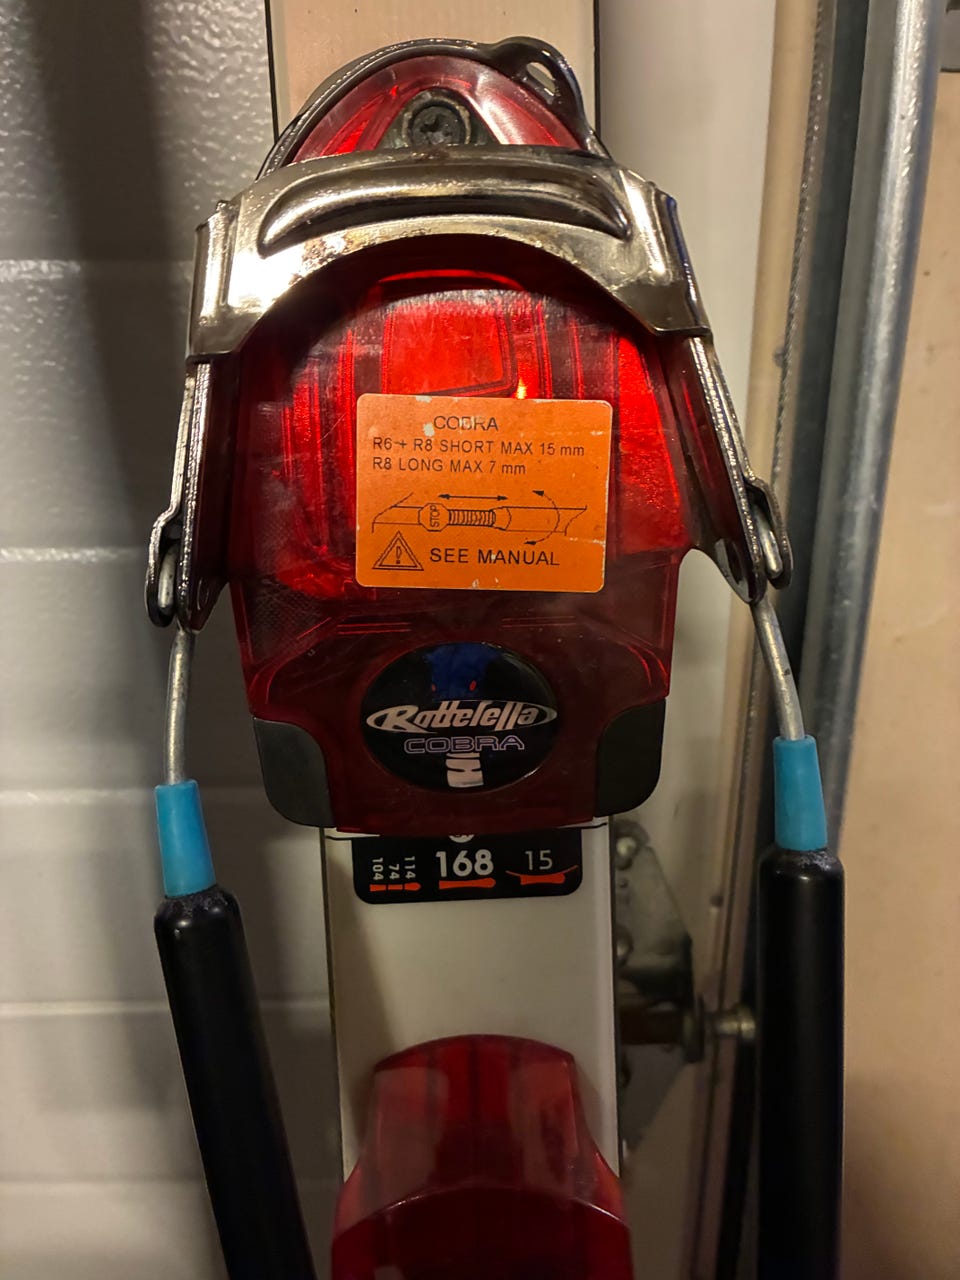 COBRA
R6 + R8 SHORT MAX 15 mm
R8 LONG MAX 7 mm
STOP
! SEE MANUAL
Rottefella
COBRA
104 74 114 168 15